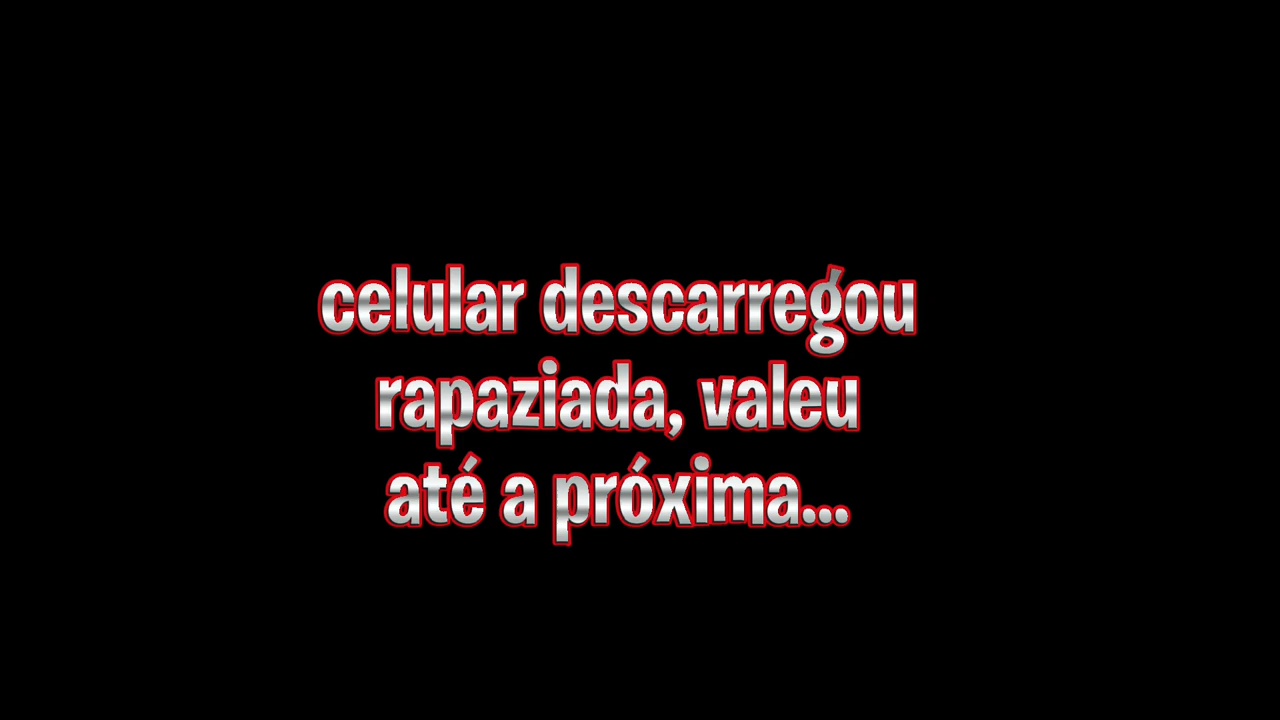 celular descarregou
rapaziada, valeu
até a próxima...